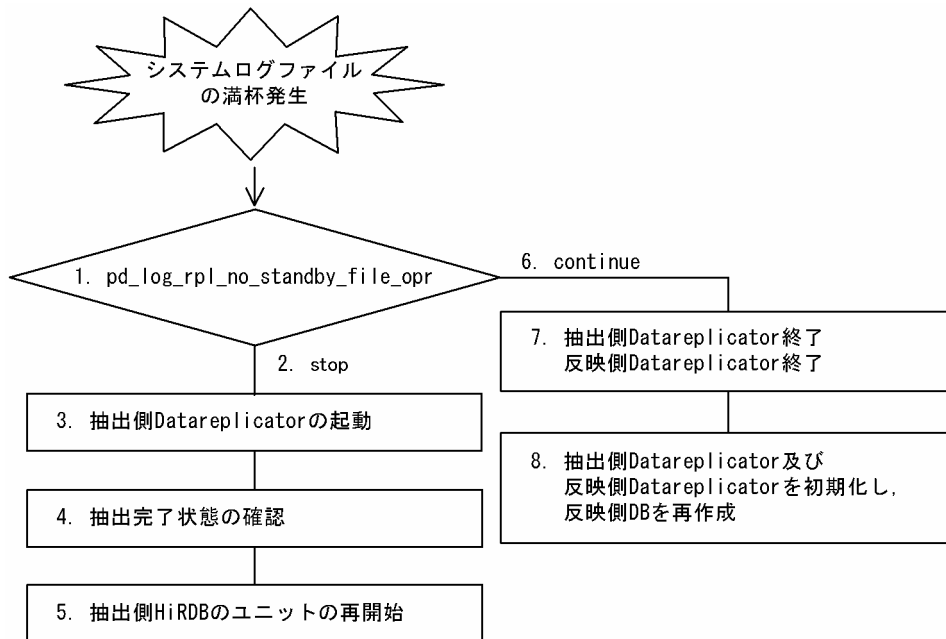 システムログファイル
の満杯発生
1. pd_log_rpl_no_standby_file_opr
2. stop
3. 抽出側Datareplicatorの起動
4. 抽出完了状態の確認
5. 抽出側HiRDBのユニットの再開始
6. continue
7. 抽出側Datareplicator終了
反映側Datareplicator終了
8. 抽出側Datareplicator及び
反映側Datareplicatorを初期化し,
反映側DBを再作成